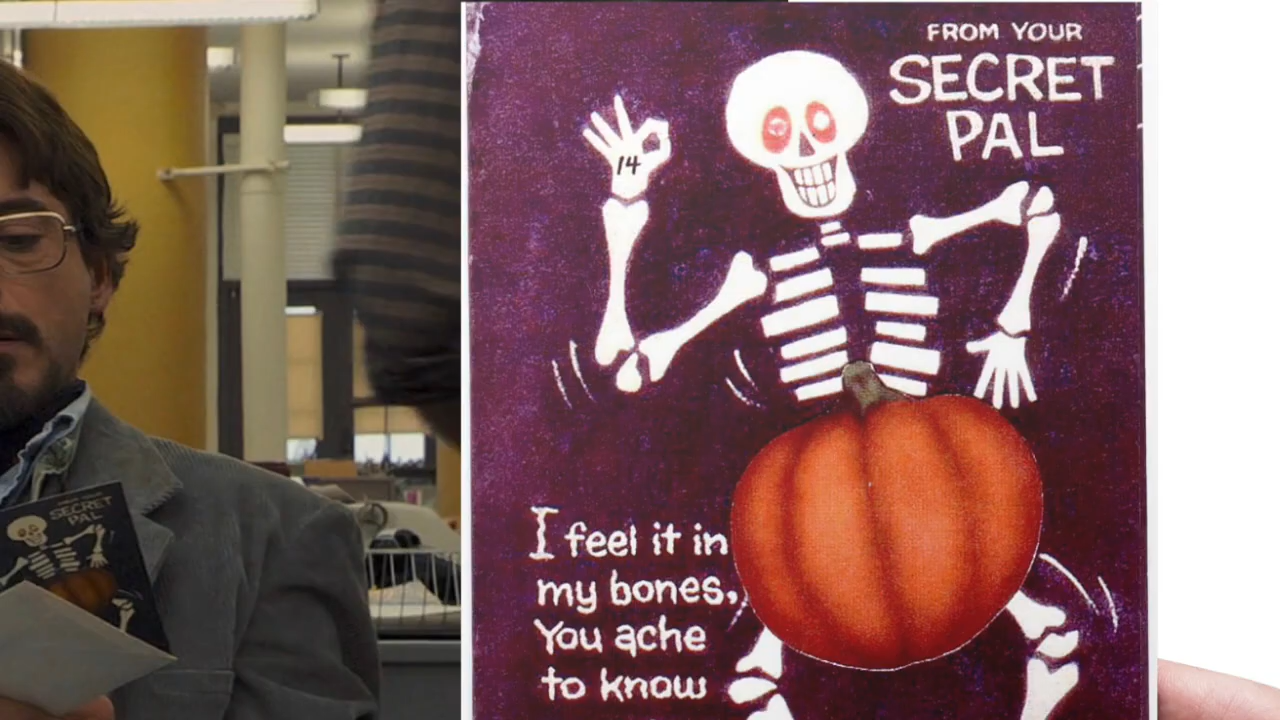 FROM YOUR
SECRET
PAL
14
I feel it in
my bones,
You ache
to know
SECRET
PAL